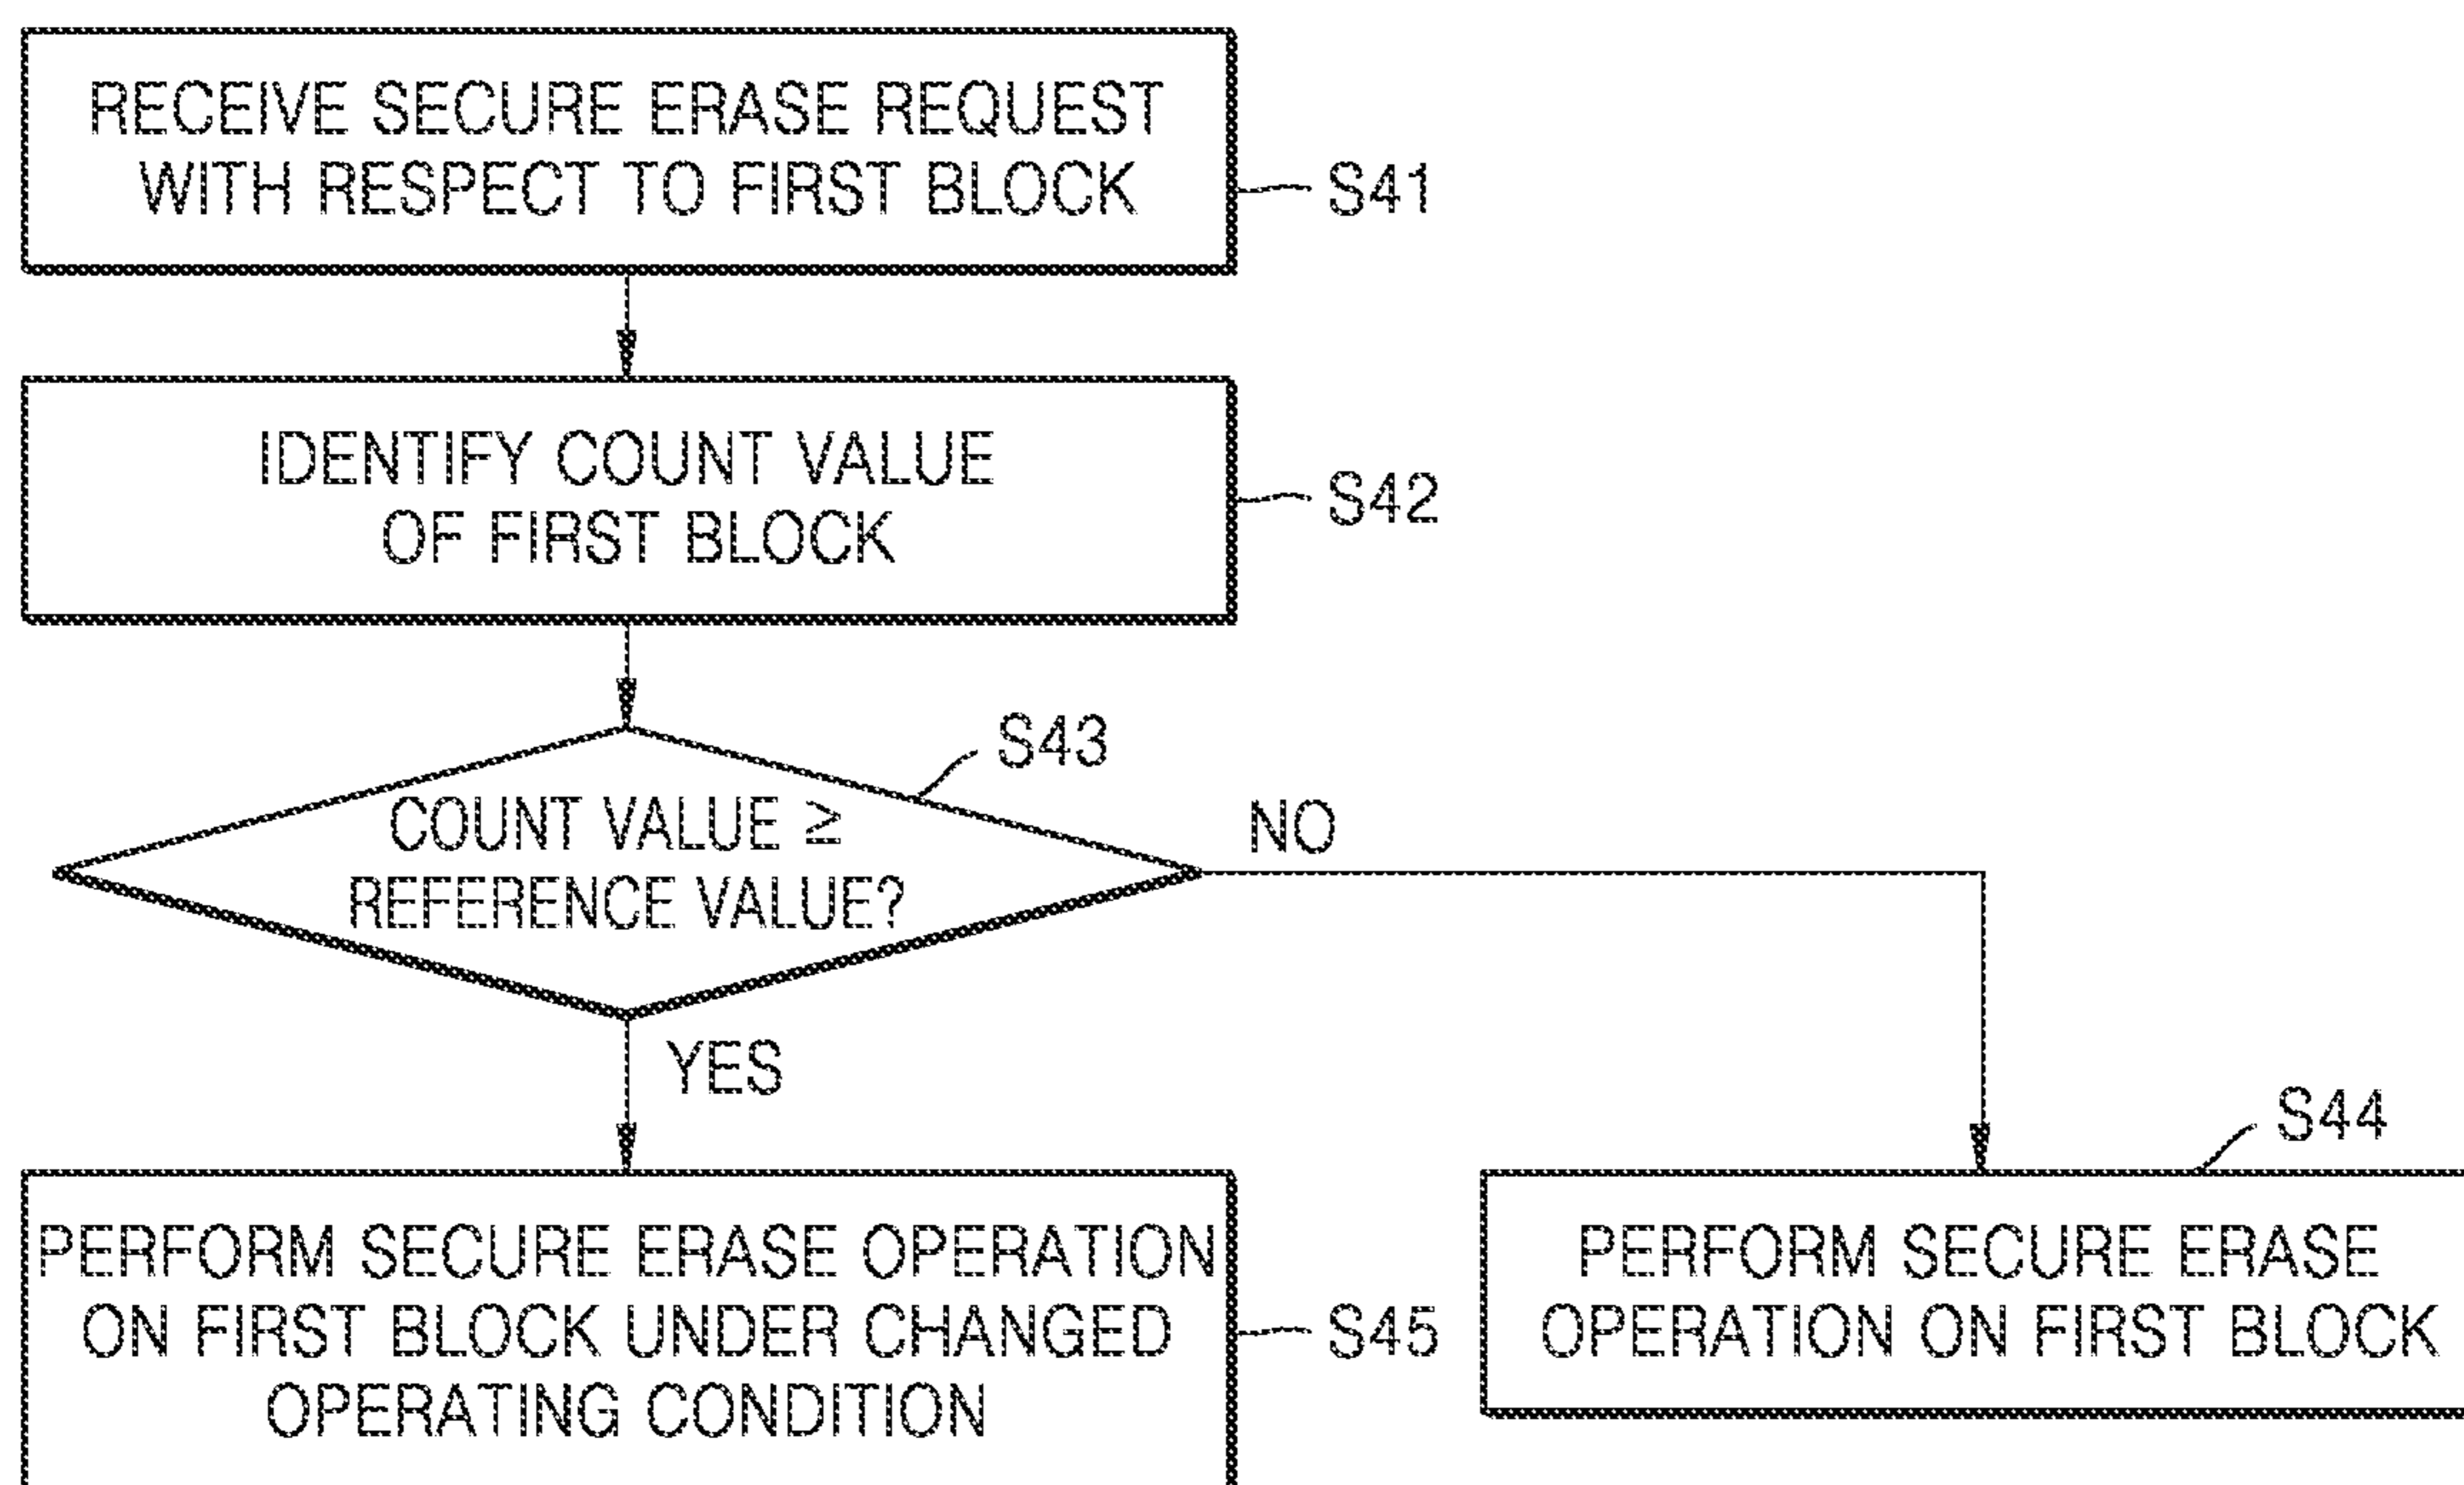 RECEIVE SECURE ERASE REQUEST
WITH RESPECT TO FIRST BLOCK
S41
IDENTIFY COUNT VALUE
OF FIRST BLOCK
S42
S43
COUNT VALUE ≥
REFERENCE VALUE?
NO
YES
S44
PERFORM SECURE ERASE OPERATION
ON FIRST BLOCK UNDER CHANGED
OPERATING CONDITION
S45
PERFORM SECURE ERASE
OPERATION ON FIRST BLOCK